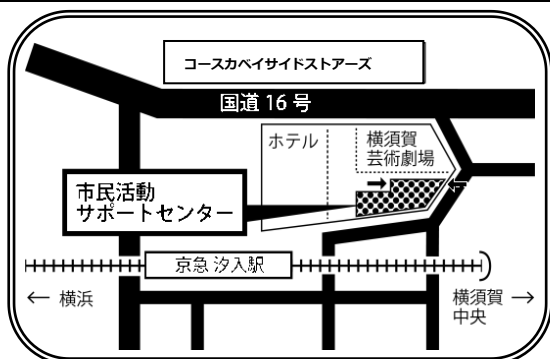 コースカベイサイドストアーズ
国道16号
ホテル
横須賀
芸術劇場
市民活動
サポートセンター
京急 汐入駅
← 横浜
横須賀 →
中央